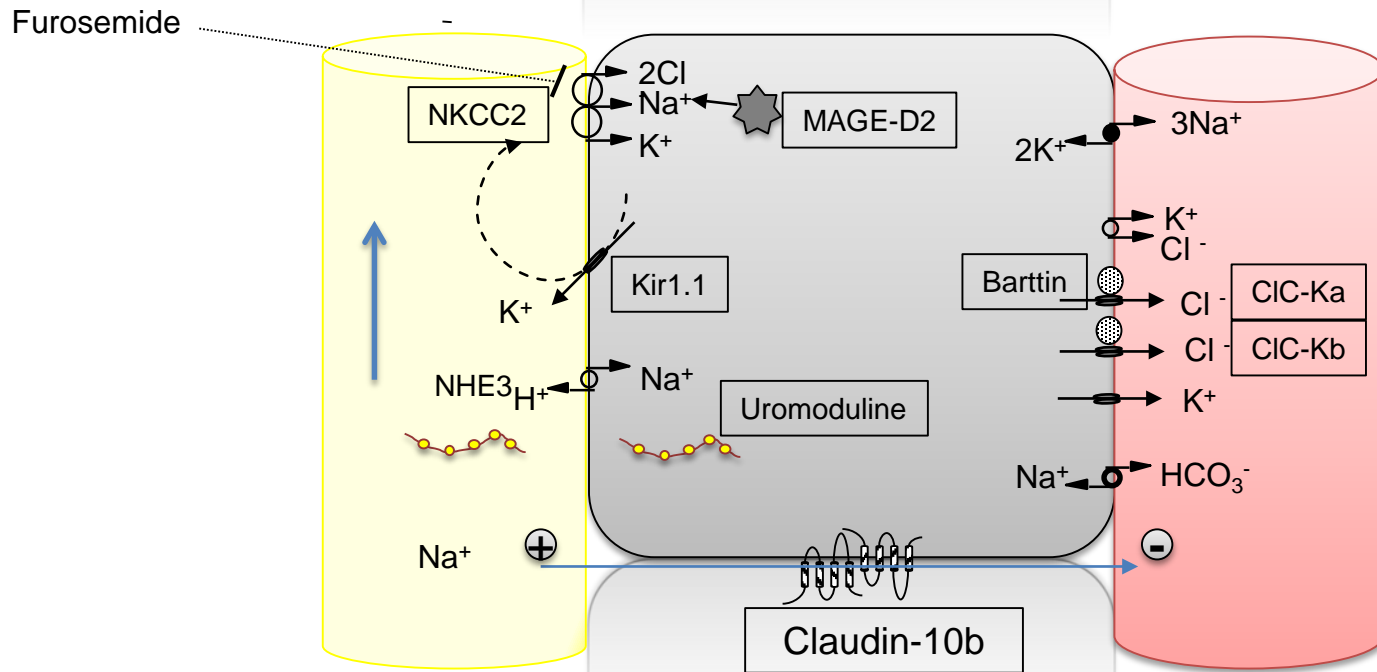 Furosemide
-
2Cl
Na⁺
K⁺
NKCC2
MAGE-D2
3Na⁺
2K⁺
K⁺
Cl ⁻
Kir1.1
K⁺
Barttin
Cl ⁻
ClC-Ka
Cl ⁻
ClC-Kb
K⁺
NHE3
H⁺
Na⁺
Uromoduline
Na⁺
HCO₃⁻
Na⁺
+
-
Claudin-10b